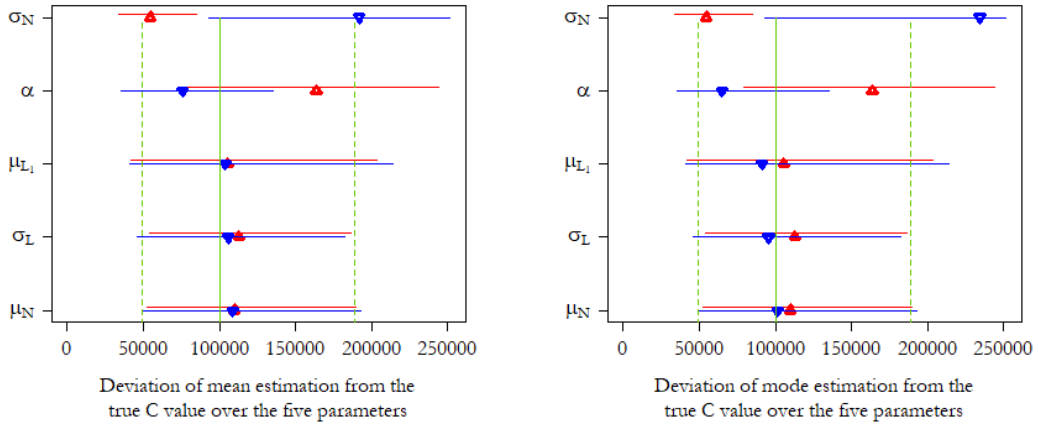 σN
α
μL1
σL
μN
0 50000 100000 150000 200000 250000
Deviation of mean estimation from the
true C value over the five parameters
σN
α
μL1
σL
μN
0 50000 100000 150000 200000 250000
Deviation of mode estimation from the
true C value over the five parameters